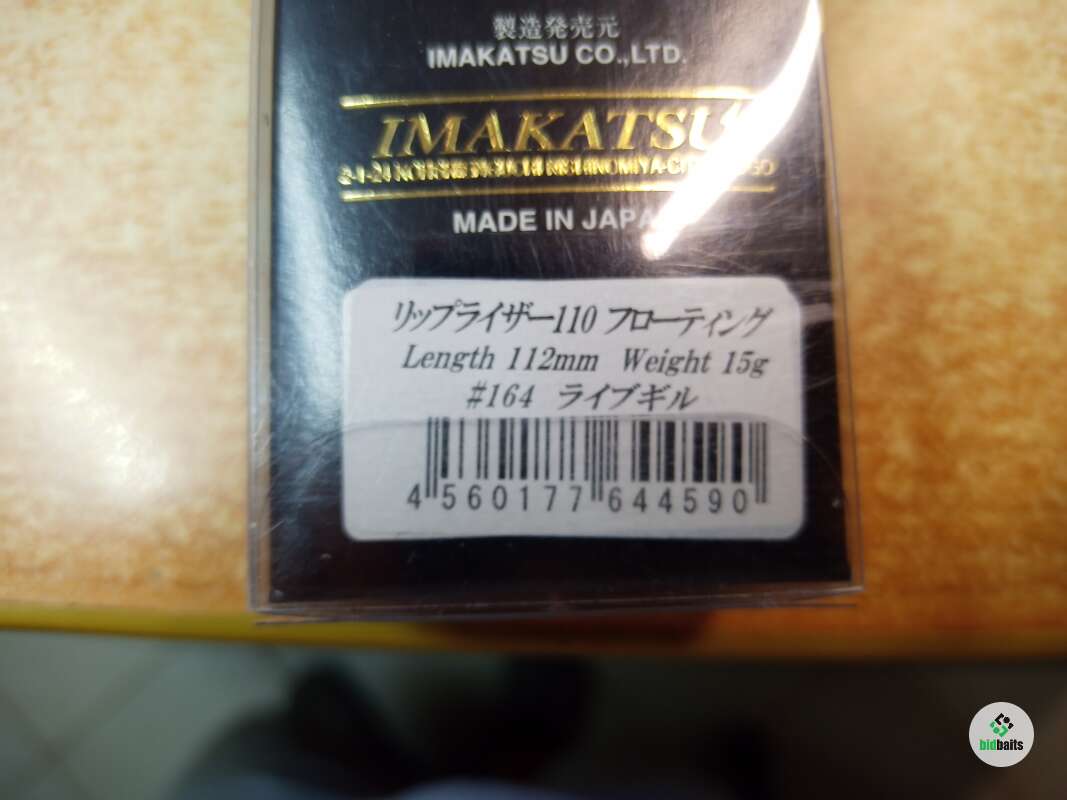 製造発売元
IMAKATSU CO.,LTD.
IMAKATSU
MADE IN JAPA
リップライザー110 フローティング
Length 112mm Weight 15g
#164 ライブギル
4 560177 644590
bidbaits